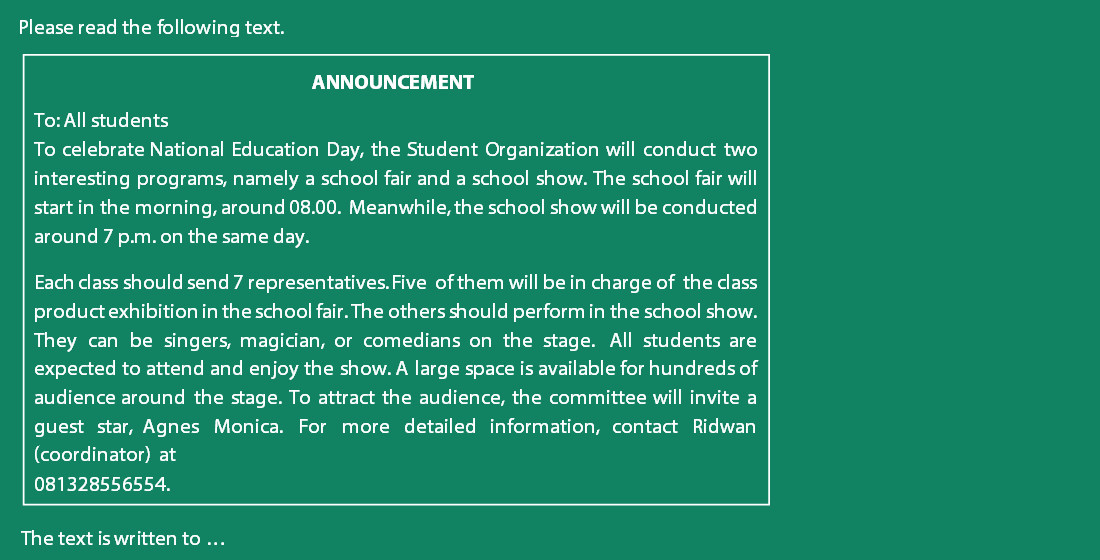 Please read the following text.
ANNOUNCEMENT
To: All students
To celebrate National Education Day, the Student Organization will conduct two
interesting programs, namely a school fair and a school show. The school fair will
start in the morning, around 08.00. Meanwhile, the school show will be conducted
around 7 p.m. on the same day.
Each class should send 7 representatives. Five of them will be in charge of the class
product exhibition in the school fair. The others should perform in the school show.
They can be singers, magician, or comedians on the stage. All students are
expected to attend and enjoy the show. A large space is available for hundreds of
audience around the stage. To attract the audience, the committee will invite a
guest star, Agnes Monica. For more detailed information, contact Ridwan
(coordinator) at
081328556554.
The text is written to …